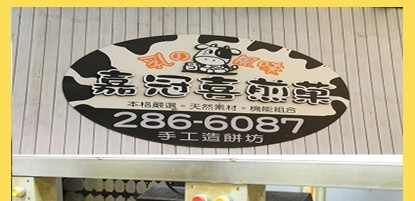 乳の風味
嘉冠喜煎菓
本格嚴選。天然素材。機能組合
286-6087
手工造餅坊